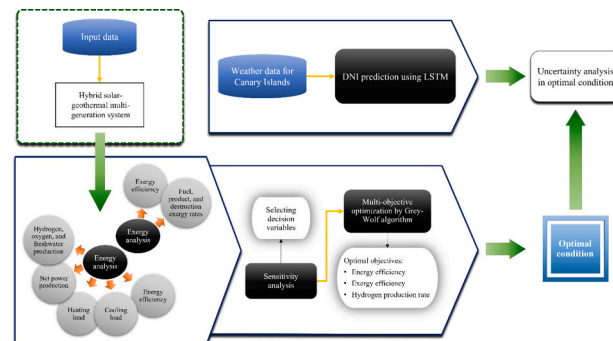 Input data
Hybrid solar-
geothermal multi-
generation system
Weather data for
Canary Islands
DNI prediction using LSTM
Uncertainty analysis
in optimal condition
Exergy
efficiency
Fuel,
product, and
destruction
exergy rates
Exergy analysis
Hydrogen,
oxygen, and
freshwater
production
Energy analysis
Net power
production
Heating
load
Cooling
load
Energy
efficiency
Selecting
decision
variables
Sensitivity
analysis
Multi-objective
optimization by Grey-
Wolf algorithm
Optimal objectives:
• Energy efficiency
• Exergy efficiency
• Hydrogen production rate
Optimal
condition